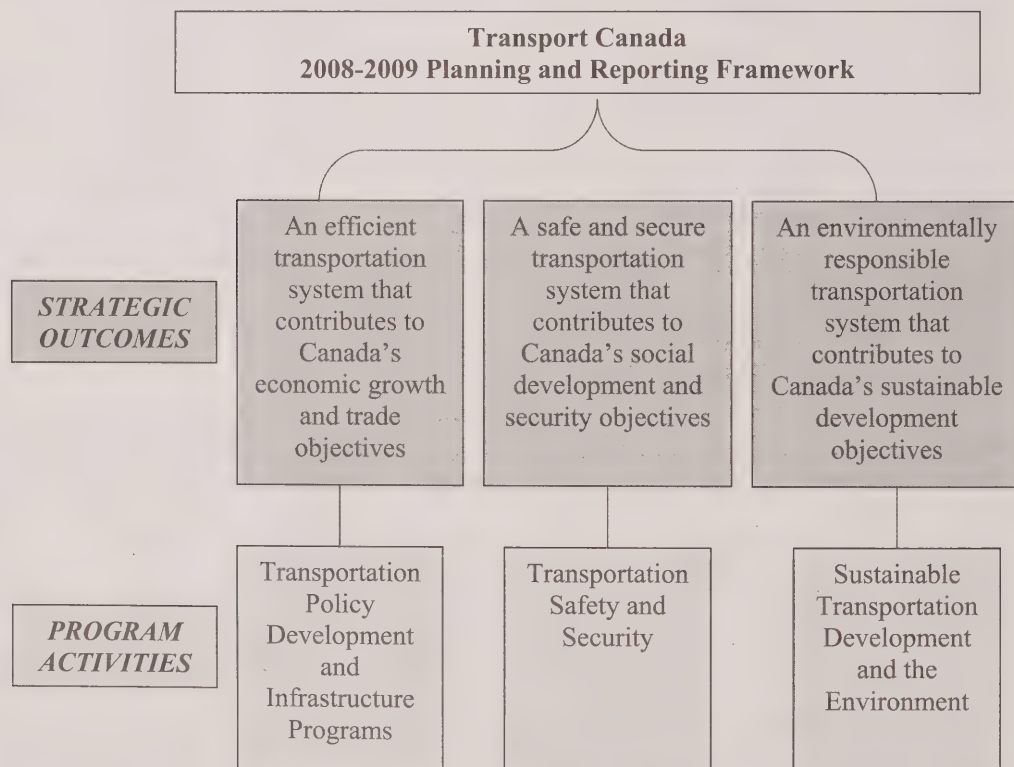 Transport Canada
2008-2009 Planning and Reporting Framework
STRATEGIC
OUTCOMES
An efficient
transportation
system that
contributes to
Canada's
economic growth
and trade
objectives
A safe and secure
transportation
system that
contributes to
Canada's social
development and
security objectives
An environmentally
responsible
transportation
system that
contributes to
Canada's sustainable
development
objectives
PROGRAM
ACTIVITIES
Transportation
Policy
Development
and
Infrastructure
Programs
Transportation
Safety and
Security
Sustainable
Transportation
Development
and the
Environment